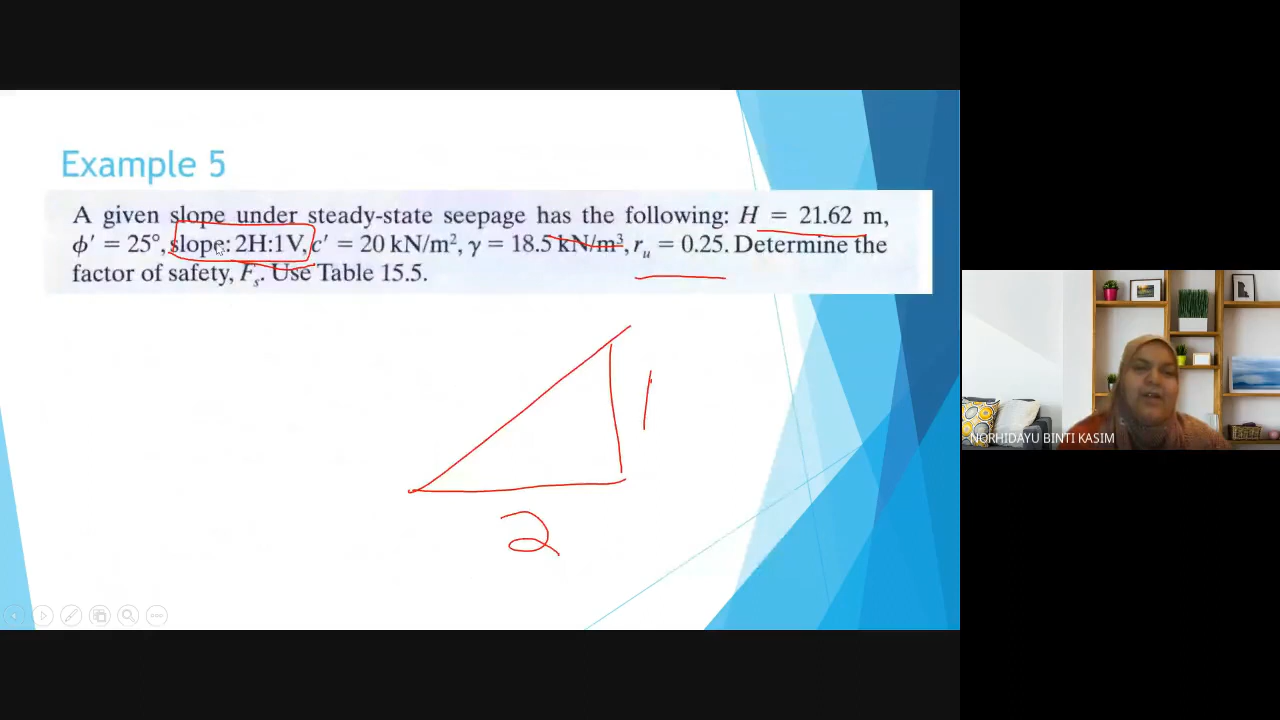 Example 5
A given slope under steady-state seepage has the following: H = 21.62 m,
ϕ′ = 25°, slope: 2H:1V, c′ = 20 kN/m², γ = 18.5 kN/m³, rᵤ = 0.25. Determine the
factor of safety, Fₛ. Use Table 15.5.
1
2
NORHIDAYU BINTI KASIM